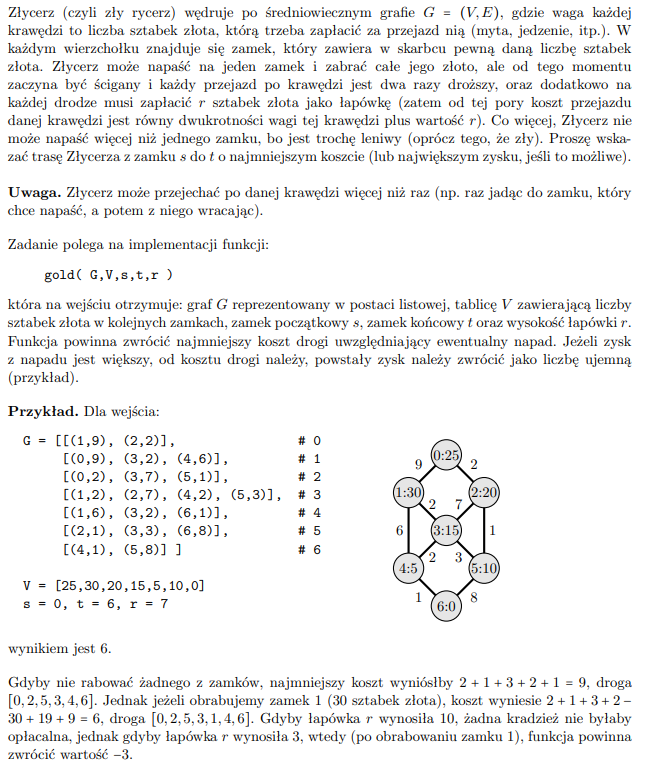 Złycerz (czyli zły rycerz) wędruje po średniowiecznym grafie G = (V, E), gdzie waga każdej
krawędzi to liczba sztabek złota, którą trzeba zapłacić za przejazd nią (myta, jedzenie, itp.). W
każdym wierzchołku znajduje się zamek, który zawiera w skarbcu pewną daną liczbę sztabek
złota. Złycerz może napaść na jeden zamek i zabrać całe jego złoto, ale od tego momentu
zaczyna być ścigany i każdy przejazd po krawędzi jest dwa razy droższy, oraz dodatkowo na
każdej drodze musi zapłacić r sztabek złota jako łapówkę (zatem od tej pory koszt przejazdu
danej krawędzi jest równy dwukrotności wagi tej krawędzi plus wartość r). Co więcej, Złycerz nie
może napaść więcej niż jednego zamku, bo jest trochę leniwy (oprócz tego, że zły). Proszę wska-
zać trasę Złycerza z zamku s do t o najmniejszym koszcie (lub największym zysku, jeśli to możliwe).
Uwaga. Złycerz może przejechać po danej krawędzi więcej niż raz (np. raz jadąc do zamku, który
chce napaść, a potem z niego wracając).
Zadanie polega na implementacji funkcji:
gold( G,V,s,t,r )
która na wejściu otrzymuje: graf G reprezentowany w postaci listowej, tablicę V zawierającą liczby
sztabek złota w kolejnych zamkach, zamek początkowy s, zamek końcowy t oraz wysokość łapówki r.
Funkcja powinna zwrócić najmniejszy koszt drogi uwzględniający ewentualny napad. Jeżeli zysk
z napadu jest większy, od kosztu drogi należy, powstały zysk należy zwrócić jako liczbę ujemną
(przykład).
Przykład. Dla wejścia:
G = [[(1,9), (2,2)], # 0
[(0,9), (3,2), (4,6)], # 1
[(0,2), (3,7), (5,1)], # 2
[(1,2), (2,7), (4,2), (5,3)], # 3
[(1,6), (3,2), (6,1)], # 4
[(2,1), (3,3), (6,8)], # 5
[(4,1), (5,8)] ] # 6
V = [25,30,20,15,5,10,0]
s = 0, t = 6, r = 7
0:25
9 2
1:30 2:20
2 7
6 3:15 1
2 3
4:5 5:10
1 8
6:0
wynikiem jest 6.
Gdyby nie rabować żadnego z zamków, najmniejszy koszt wyniósłby 2 + 1 + 3 + 2 + 1 = 9, droga
[0, 2, 5, 3, 4, 6]. Jednak jeżeli obrabujemy zamek 1 (30 sztabek złota), koszt wyniesie 2 + 1 + 3 + 2 −
30 + 19 + 9 = 6, droga [0, 2, 5, 3, 1, 4, 6]. Gdyby łapówka r wynosiła 10, żadna kradzież nie byłaby
opłacalna, jednak gdyby łapówka r wynosiła 3, wtedy (po obrabowaniu zamku 1), funkcja powinna
zwrócić wartość −3.